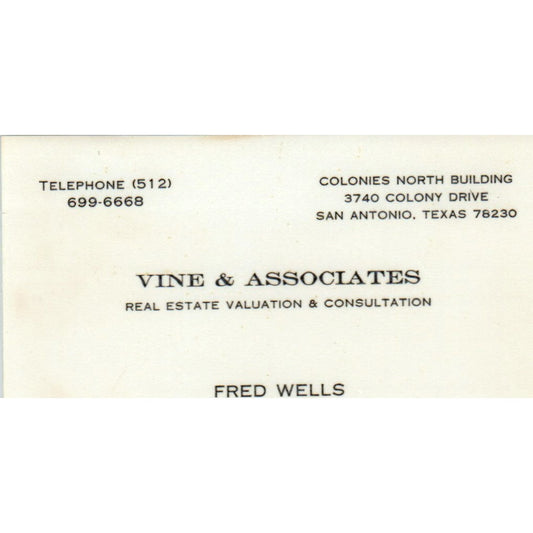 TELEPHONE (512)
699-6668
COLONIES NORTH BUILDING
3740 COLONY DRIVE
SAN ANTONIO, TEXAS 78230
VINE & ASSOCIATES
REAL ESTATE VALUATION & CONSULTATION
FRED WELLS